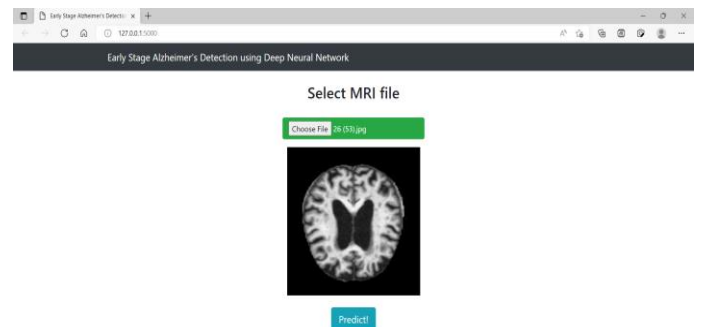 Early Stage Alzheimer's Detectio
127.0.0.1:5000
Early Stage Alzheimer's Detection using Deep Neural Network
Select MRI file
Choose File 26 (53).jpg
Predict!